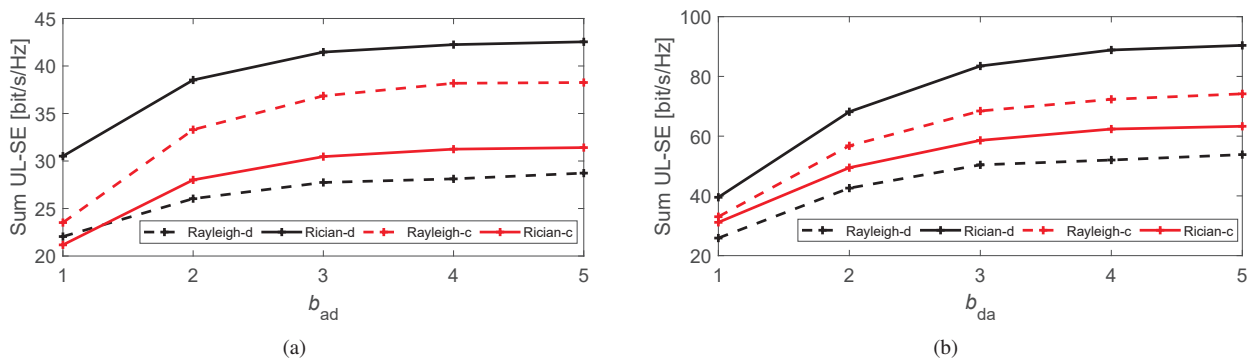 Sum UL-SE [bit/s/Hz]
45
40
35
30
25
20
Rayleigh-d Rician-d Rayleigh-c Rician-c
1 2 3 4 5
b_ad
(a)
Sum UL-SE [bit/s/Hz]
100
80
60
40
20
Rayleigh-d Rician-d Rayleigh-c Rician-c
1 2 3 4 5
b_da
(b)